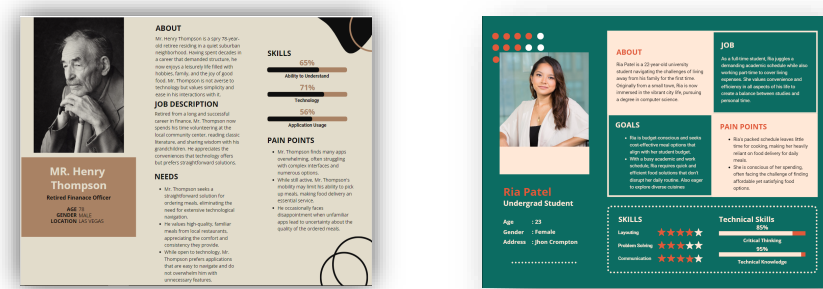 ABOUT
Mr. Henry Thompson is a spry 78-year-
old retiree residing in a quiet suburban
neighborhood. Having spent decades in
a career that demanded structure, he
now enjoys a leisurely life filled with
hobbies, family, and the joy of good
food. Mr. Thompson is not averse to
technology but values simplicity and
ease in his interactions with it.
JOB DESCRIPTION
Retired from a long and successful
career in finance, Mr. Thompson now
spends his time volunteering at the
local community center, reading classic
literature, and sharing wisdom with his
grandchildren. He appreciates the
conveniences that technology offers
but prefers straightforward solutions.
NEEDS
Mr. Thompson seeks a
straightforward solution for
ordering meals, eliminating the
need for extensive technological
navigation.
He values high-quality, familiar
meals from local restaurants,
appreciating the comfort and
consistency they provide.
While open to technology, Mr.
Thompson prefers applications
that are easy to navigate and do
not overwhelm him with
unnecessary features.
Mr. Henry
Thompson
Retired Finanace Officer
AGE 78
GENDER MALE
LOCATION LAS VEGAS
SKILLS
65%
Ability to Understand
71%
Technology
56%
Application Usage
PAIN POINTS
Mr. Thompson finds many apps
overwhelming, often struggling
with complex interfaces and
numerous options.
While still active, Mr. Thompson's
mobility may limit his ability to pick
up meals, making food delivery an
essential service.
He occasionally faces
disappointment when unfamiliar
apps lead to uncertainty about the
quality of the ordered meals.
Ria Patel
Undergrad Student
Age : 23
Gender : Female
Address : Jhon Crompton
ABOUT
Ria Patel is a 22-year-old university
student navigating the challenges of living
away from his family for the first time.
Originally from a small town, Ria is now
immersed in the vibrant city life, pursuing
a degree in computer science.
JOB
As a full-time student, Ria juggles a
demanding academic schedule while also
working part-time to cover living
expenses. She values convenience and
efficiency in all aspects of his life to
create a balance between studies and
personal time.
GOALS
Ria is budget-conscious and seeks
cost-effective meal options that
align with her student budget.
With a busy academic and work
schedule, Ria requires quick and
efficient food solutions that don't
disrupt her daily routine. Also eager
to explore diverse cuisines
PAIN POINTS
Ria's packed schedule leaves little
time for cooking, making her heavily
reliant on food delivery for daily
meals.
She is conscious of her spending,
often facing the challenge of finding
affordable yet satisfying food
options
SKILLS
Layouting
Problem Solving
Communication
Technical Skills
85%
Critical Thinking
95%
Technical Knowledge